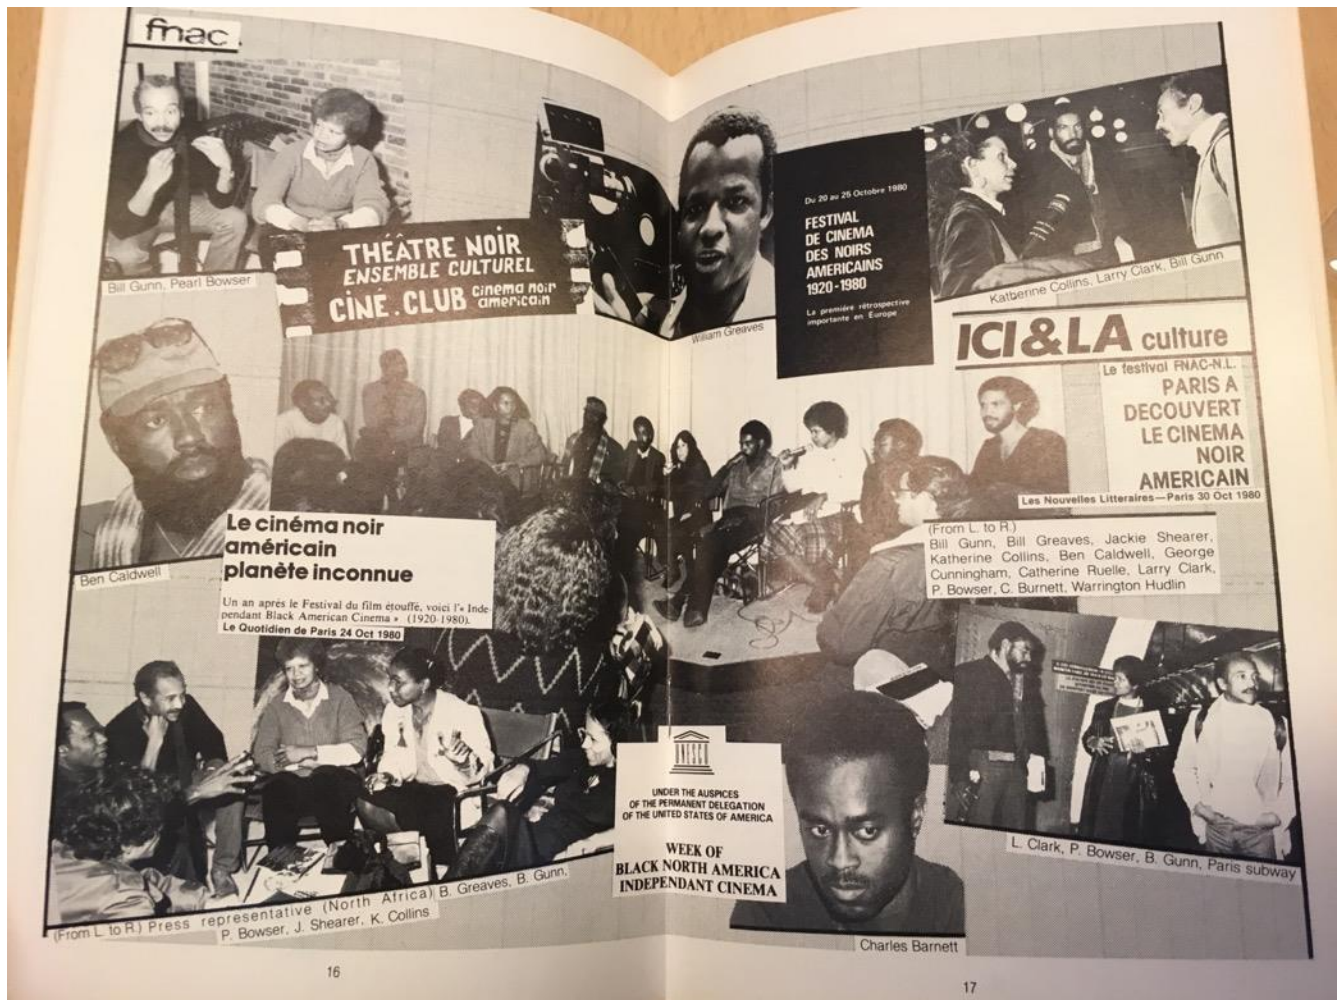 fnac.
Bill Gunn, Pearl Bowser
THÉÂTRE NOIR
ENSEMBLE CULTUREL
CINÉ.CLUB cinema noir
americain
William Greaves
Du 20 au 25 Octobre 1980
FESTIVAL
DE CINEMA
DES NOIRS
AMERICAINS
1920-1980
La première rétrospective
importante en Europe
Katherine Collins, Larry Clark, Bill Gunn
ICI&LA culture
Le festival FNAC-N.L.
PARIS A
DECOUVERT
LE CINEMA
NOIR
AMERICAIN
Les Nouvelles Litteraires—Paris 30 Oct 1980
Ben Caldwell
Le cinéma noir
américain
planète inconnue
Un an après le Festival du film étouffé, voici l'« Inde-
pendant Black American Cinema » (1920-1980).
Le Quotidien de Paris 24 Oct 1980
(From L. to R.)
Bill Gunn, Bill Greaves, Jackie Shearer,
Katherine Collins, Ben Caldwell, George
Cunningham, Catherine Ruelle, Larry Clark,
P. Bowser, C. Burnett, Warrington Hudlin
(From L. to R.) Press representative (North Africa) B. Greaves, B. Gunn,
P. Bowser, J. Shearer, K. Collins
UNESCO
UNDER THE AUSPICES
OF THE PERMANENT DELEGATION
OF THE UNITED STATES OF AMERICA
WEEK OF
BLACK NORTH AMERICA
INDEPENDANT CINEMA
Charles Barnett
L. Clark, P. Bowser, B. Gunn, Paris subway
16
17